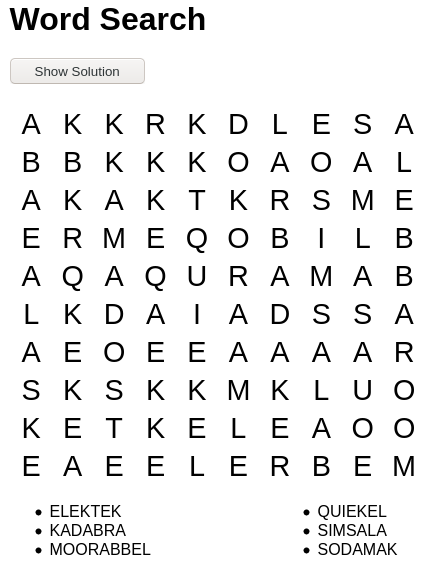 Word Search
Show Solution
A K K R K D L E S A
B B K K K O A O A L
A K A K T K R S M E
E R M E Q O B I L B
A Q A Q U R A M A B
L K D A I A D S S A
A E O E E A A A A R
S K S K K M K L U O
K E T K E L E A O O
E A E E L E R B E M
• ELEKTEK • QUIEKEL
• KADABRA • SIMSALA
• MOORABBEL • SODAMAK